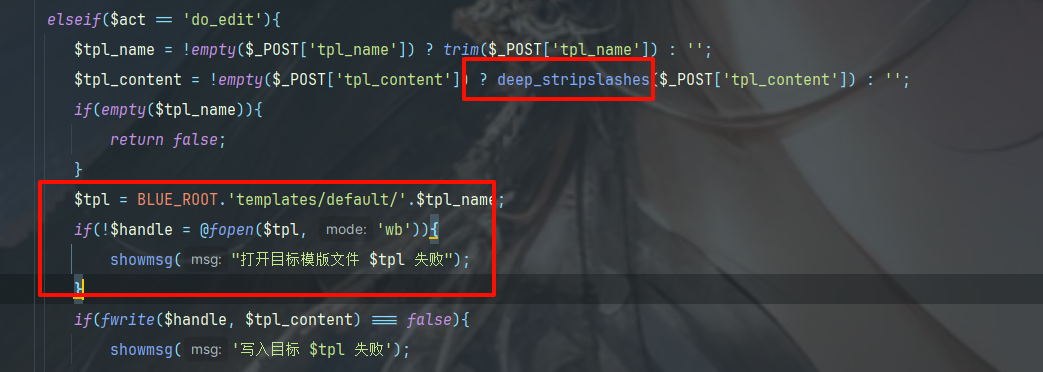 elseif($act == 'do_edit'){
$tpl_name = !empty($_POST['tpl_name']) ? trim($_POST['tpl_name']) : '';
$tpl_content = !empty($_POST['tpl_content']) ? deep_stripslashes($_POST['tpl_content']) : '';
if(empty($tpl_name)){
return false;
}
$tpl = BLUE_ROOT.'templates/default/'.$tpl_name;
if(!$handle = @fopen($tpl, mode: 'wb')){
showmsg( msg: "打开目标模版文件 $tpl 失败");
}
if(fwrite($handle, $tpl_content) === false){
showmsg( msg: '写入目标 $tpl 失败');